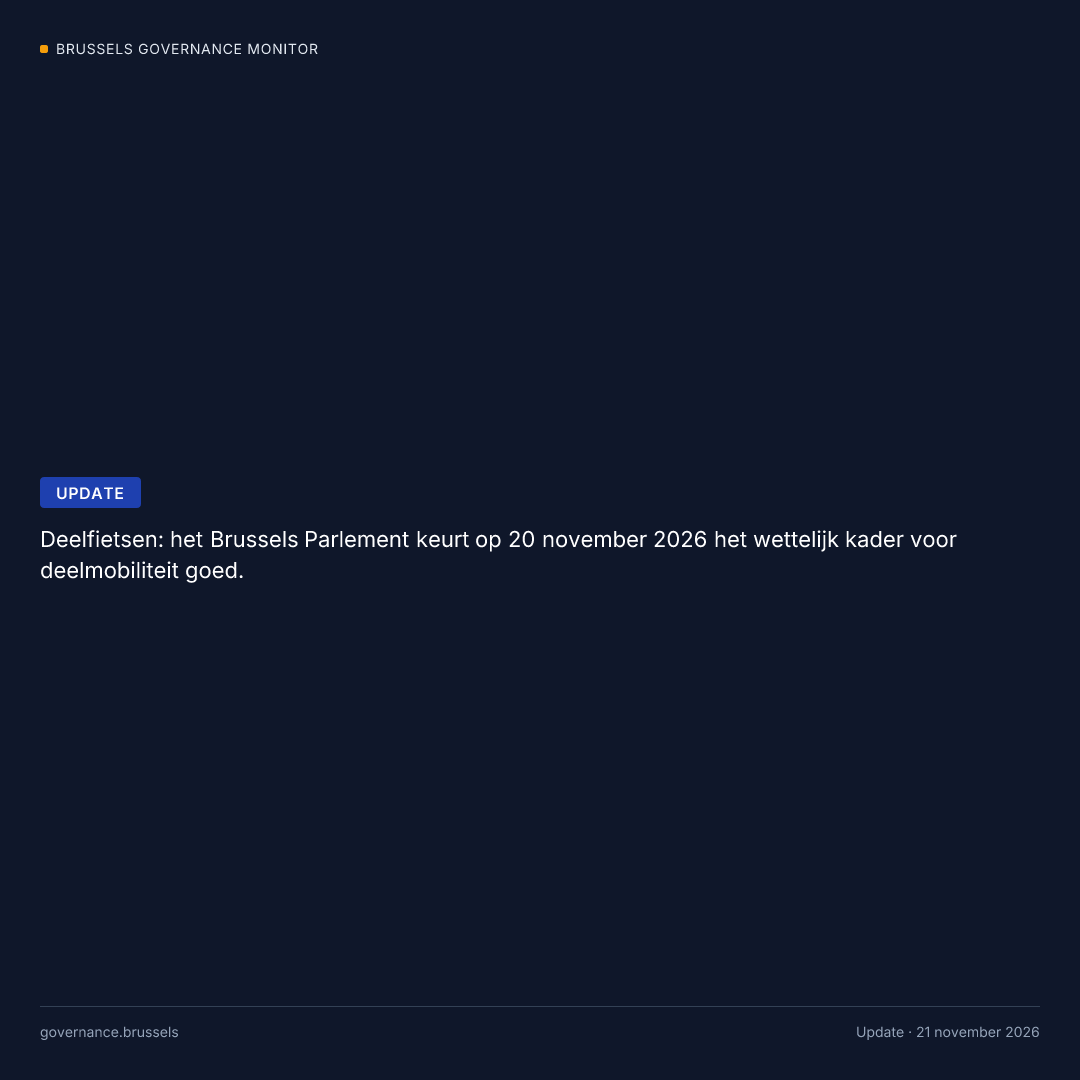 BRUSSELS GOVERNANCE MONITOR
UPDATE
Deelfietsen: het Brussels Parlement keurt op 20 november 2026 het wettelijk kader voor
deelmobiliteit goed.
governance.brussels
Update · 21 november 2026